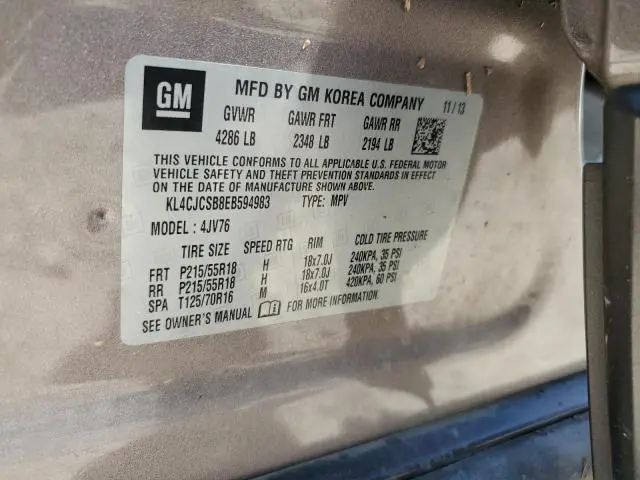 GM
MFD BY GM KOREA COMPANY 11/13
GVWR GAWR FRT GAWR RR
4286 LB 2348 LB 2194 LB
THIS VEHICLE CONFORMS TO ALL APPLICABLE U.S. FEDERAL MOTOR
VEHICLE SAFETY AND THEFT PREVENTION STANDARDS IN EFFECT ON
THE DATE OF MANUFACTURE SHOWN ABOVE.
KL4CJCSB8EB594983 TYPE: MPV
MODEL: 4JV76
TIRE SIZE SPEED RTG RIM COLD TIRE PRESSURE
FRT P215/55R18 H 18x7.0J 240KPA, 35 PSI
RR P215/55R18 H 18x7.0J 240KPA, 35 PSI
SPA T125/70R16 M 16x4.0T 420KPA, 60 PSI
SEE OWNER'S MANUAL FOR MORE INFORMATION.